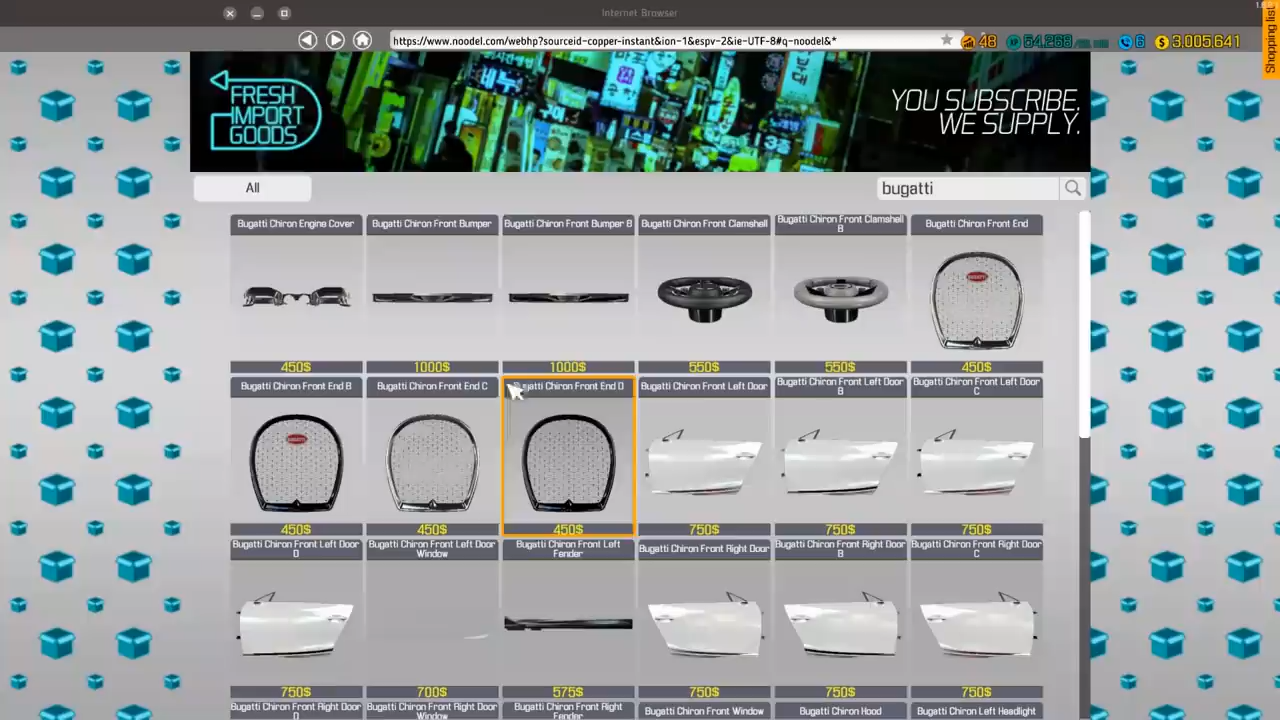 Internet Browser
Shopping list
https://www.noodel.com/webhp?sourceid-copper-instant&ion-1&espv-2&ie-UTF-8#q-noodel&*
48
54,268
6
3,005,641
FRESH
IMPORT
GOODS
YOU SUBSCRIBE.
WE SUPPLY.
All
bugatti
Bugatti Chiron Engine Cover
Bugatti Chiron Front Bumper
Bugatti Chiron Front Bumper B
Bugatti Chiron Front Clamshell
Bugatti Chiron Front Clamshell
B
Bugatti Chiron Front End
BUGATTI
450$
1000$
1000$
550$
550$
450$
Bugatti Chiron Front End B
Bugatti Chiron Front End C
Bugatti Chiron Front End D
Bugatti Chiron Front Left Door
Bugatti Chiron Front Left Door
B
Bugatti Chiron Front Left Door
C
BUGATTI
450$
450$
450$
750$
750$
750$
Bugatti Chiron Front Left Door
D
Bugatti Chiron Front Left Door
Window
Bugatti Chiron Front Left
Fender
Bugatti Chiron Front Right Door
Bugatti Chiron Front Right Door
B
Bugatti Chiron Front Right Door
C
750$
700$
575$
750$
750$
750$
Bugatti Chiron Front Right Door
D
Bugatti Chiron Front Right Door
Window
Bugatti Chiron Front Right
Fender
Bugatti Chiron Front Window
Bugatti Chiron Hood
Bugatti Chiron Left Headlight